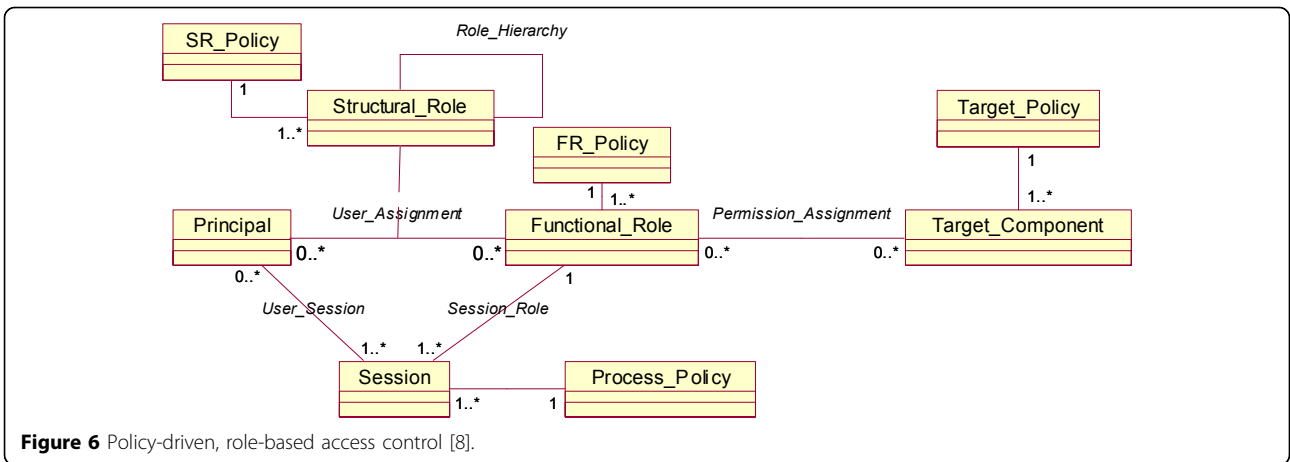 Role_Hierarchy
SR_Policy
1
Structural_Role
1..*
Target_Policy
1
1..*
FR_Policy
1
1..*
User_Assignment
Permission_Assignment
Principal
0..*
0..*
Functional_Role
0..*
0..*
Target_Component
0..*
1
User_Session
Session_Role
1..*
1..*
Session
1..*
1
Process_Policy
Figure 6 Policy-driven, role-based access control [8].